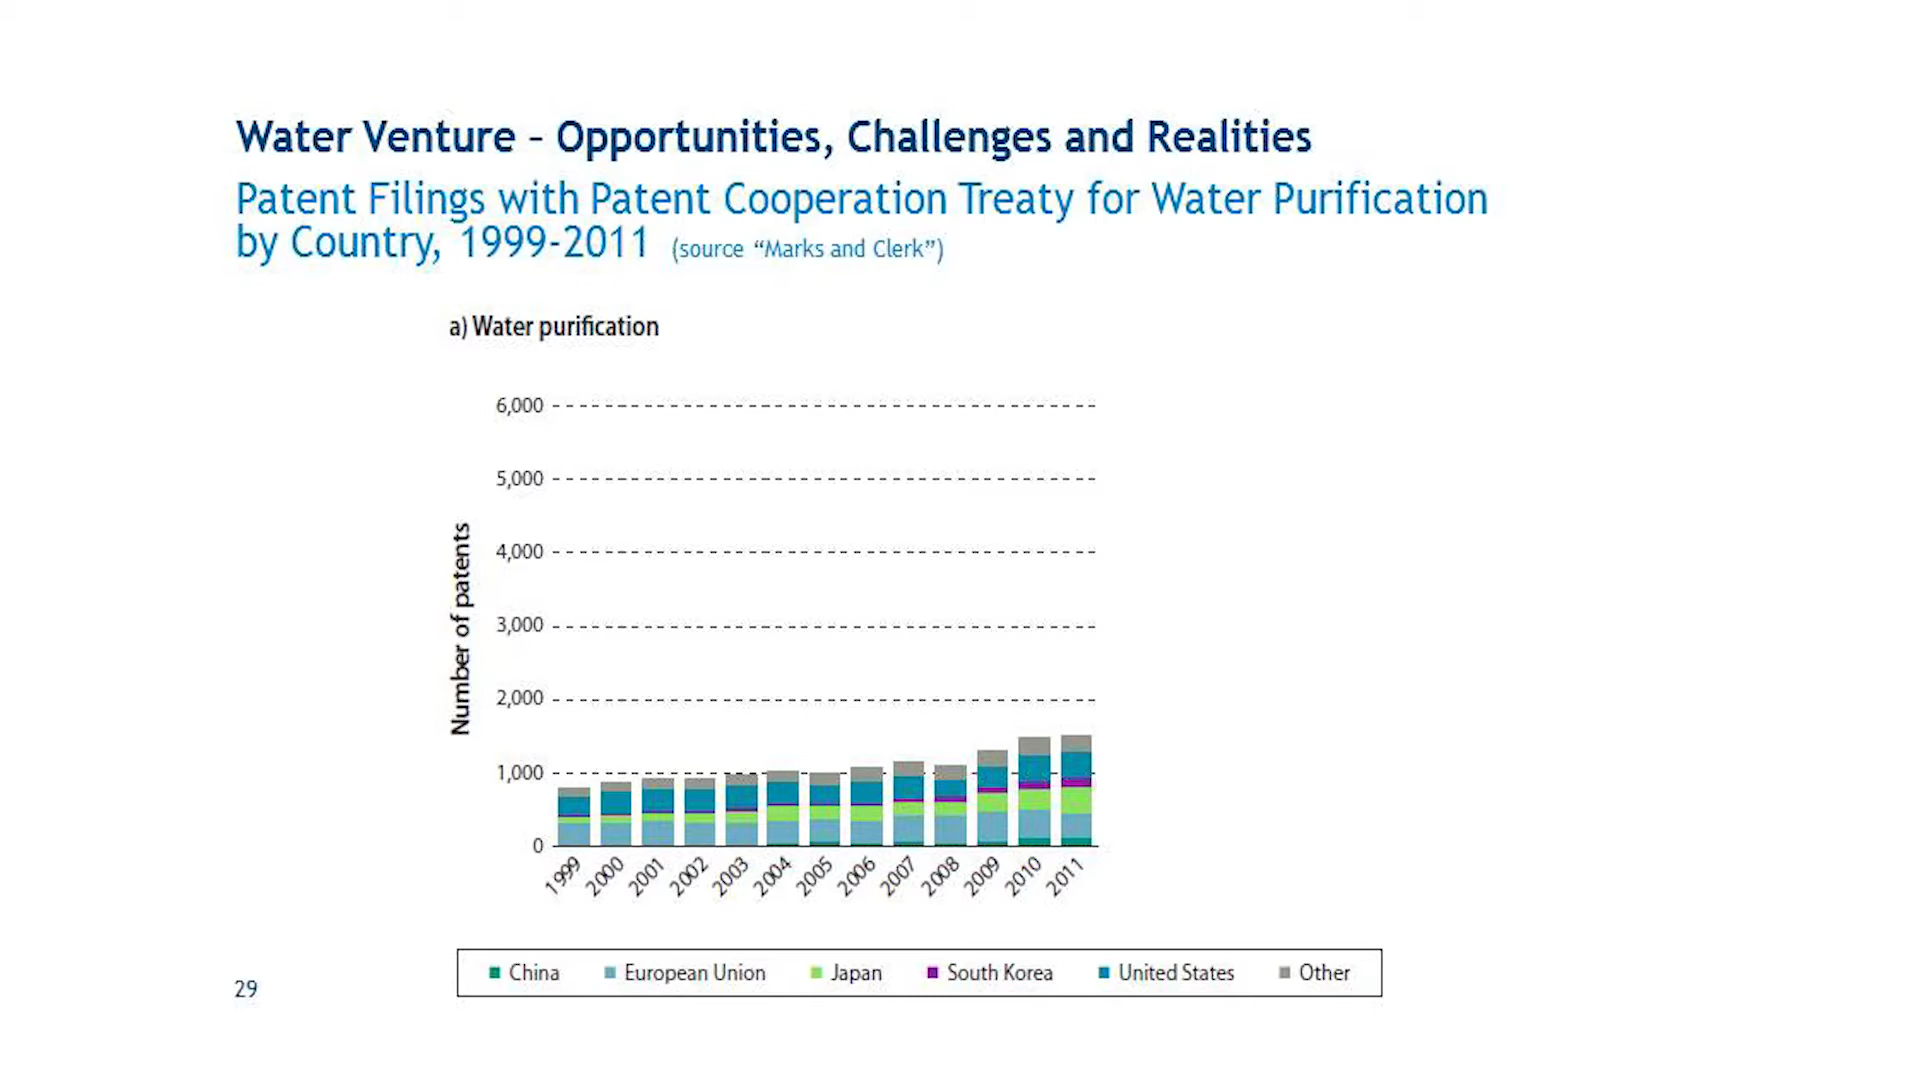 Water Venture – Opportunities, Challenges and Realities
Patent Filings with Patent Cooperation Treaty for Water Purification
by Country, 1999-2011 (source “Marks and Clerk”)
a) Water purification
Number of patents
6,000
5,000
4,000
3,000
2,000
1,000
0
1999 2000 2001 2002 2003 2004 2005 2006 2007 2008 2009 2010 2011
China European Union Japan South Korea United States Other
29